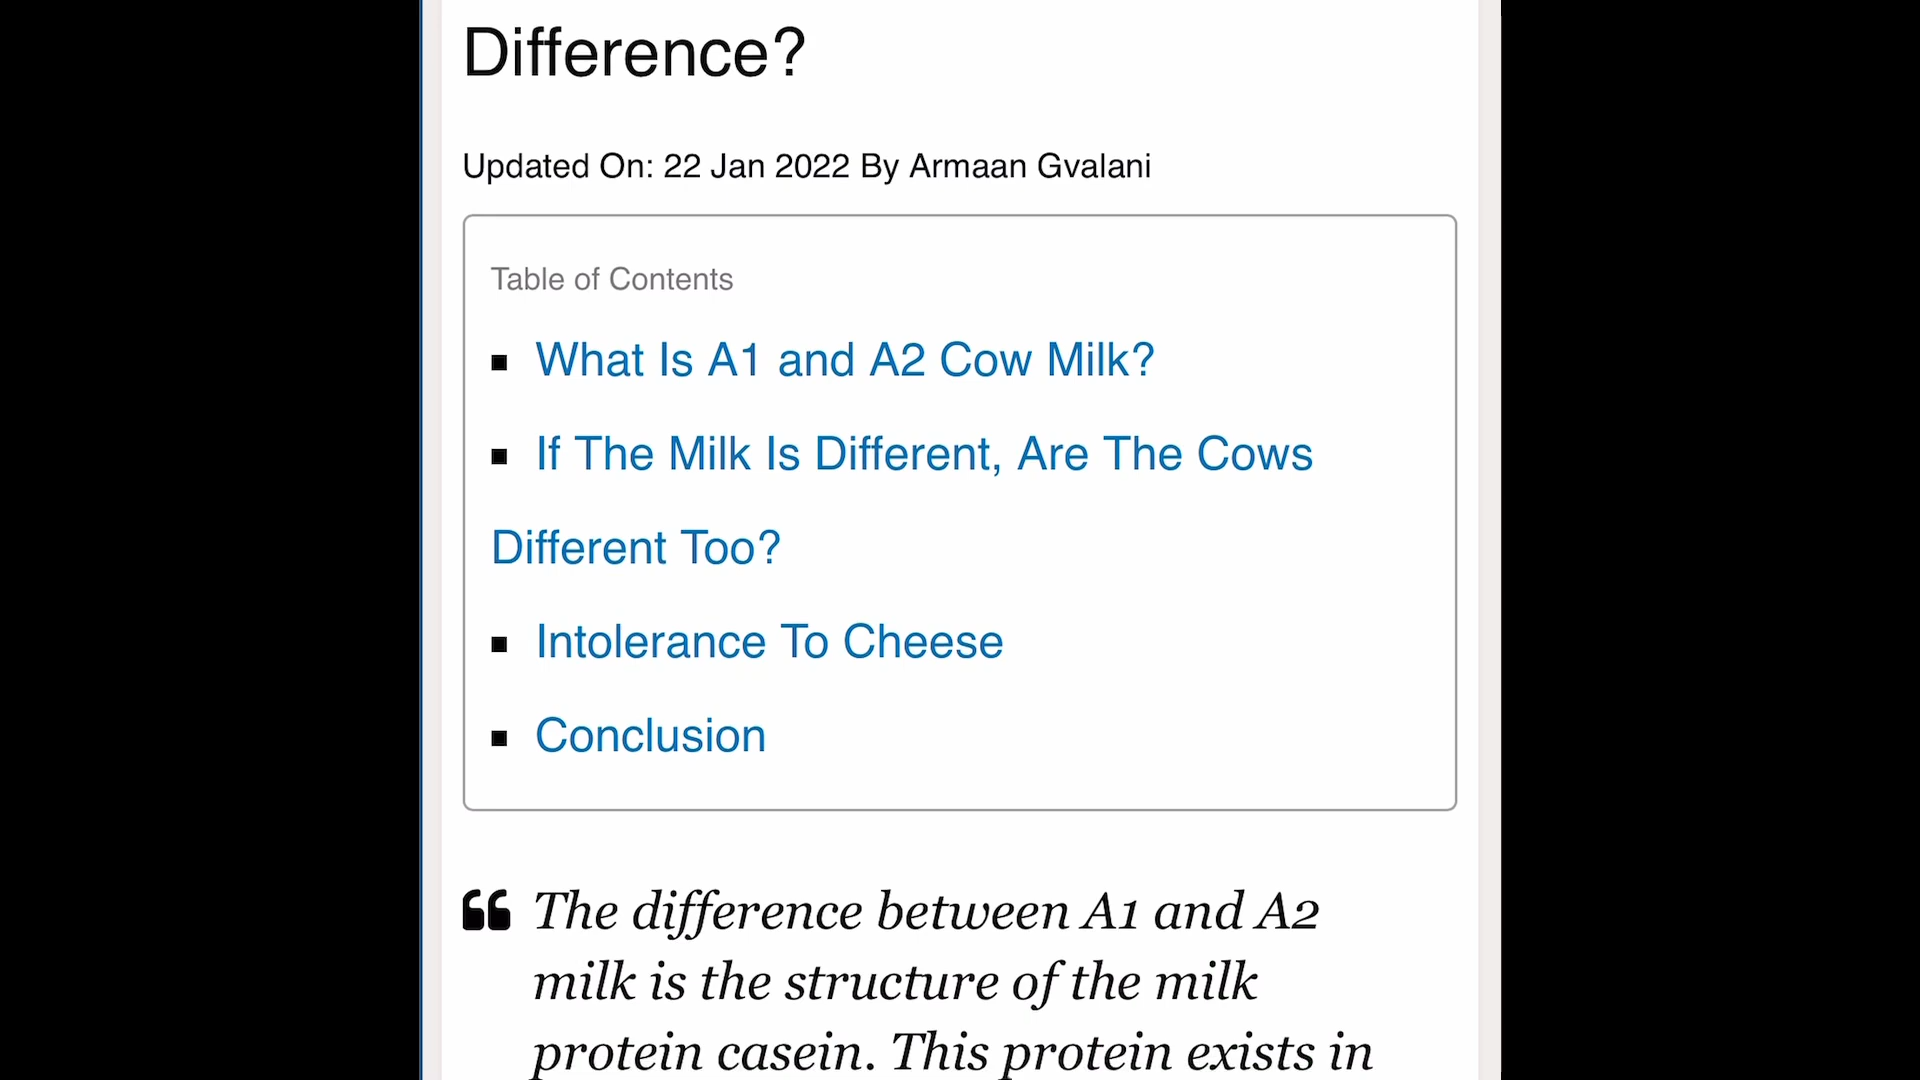 Difference?
Updated On: 22 Jan 2022 By Armaan Gvalani
Table of Contents
What Is A1 and A2 Cow Milk?
If The Milk Is Different, Are The Cows
Different Too?
Intolerance To Cheese
Conclusion
“ The difference between A1 and A2
milk is the structure of the milk
protein casein. This protein exists in